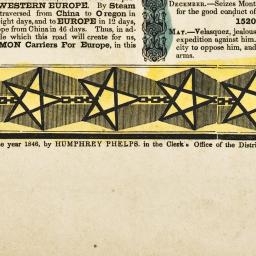 WESTERN EUROPE. By Steam
traversed from China to Oregon in
eight days, and to EUROPE in 12 days,
ope from China in 46 days. Thus, in ad-
le which this road will create for us,
MON Carriers For Europe, in this
December.—Seizes Mont
for the good conduct of
1520
May.—Velasquez, jealous
expedition against him.
city to oppose him, and
arms.
e year 1846, by HUMPHREY PHELPS. in the Clerk's Office of the Distri